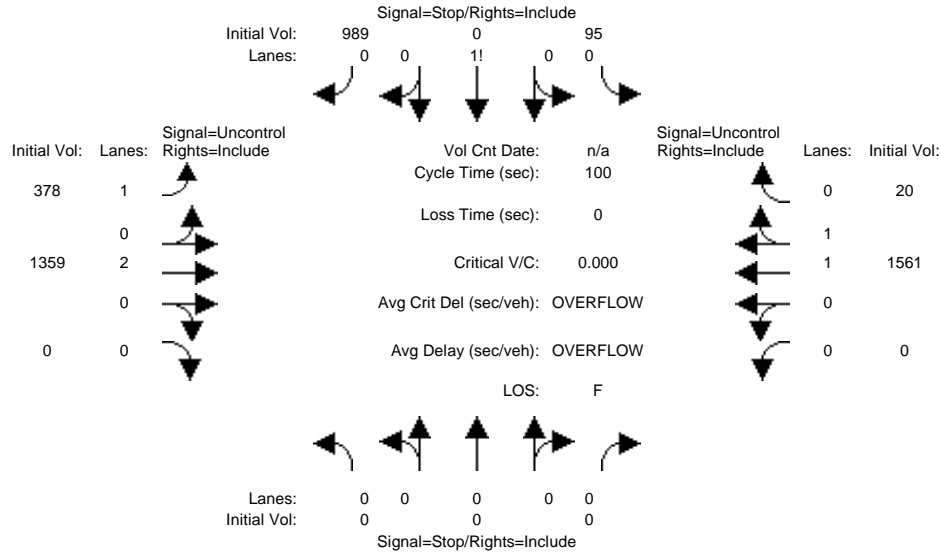 Signal=Stop/Rights=Include
Initial Vol: 989 0 95
Lanes: 0 0 1! 0 0
Signal=Uncontrol
Initial Vol: Lanes: Rights=Include
378 1
0
1359 2
0
0 0
Vol Cnt Date: n/a
Cycle Time (sec): 100
Loss Time (sec): 0
Critical V/C: 0.000
Avg Crit Del (sec/veh): OVERFLOW
Avg Delay (sec/veh): OVERFLOW
LOS: F
Signal=Uncontrol
Rights=Include Lanes: Initial Vol:
0 20
1
1 1561
0
0 0
Lanes: 0 0 0 0 0
Initial Vol: 0 0 0
Signal=Stop/Rights=Include